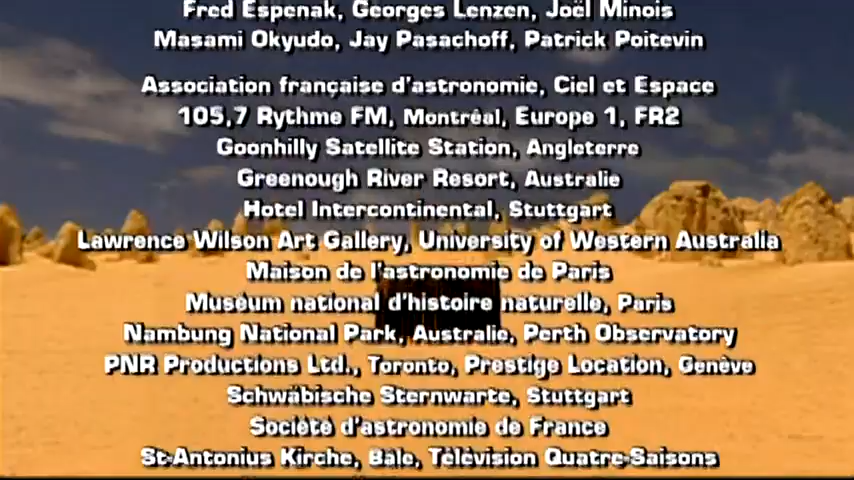 Fred Espenak, Georges Lenzen, Joël Minois
Masami Okyudo, Jay Pasachoff, Patrick Poitevin
Association française d'astronomie, Ciel et Espace
105,7 Rythme FM, Montréal, Europe 1, FR2
Goonhilly Satellite Station, Angleterre
Greenough River Resort, Australie
Hotel Intercontinental, Stuttgart
Lawrence Wilson Art Gallery, University of Western Australia
Maison de l'astronomie de Paris
Muséum national d'histoire naturelle, Paris
Nambung National Park, Australie, Perth Observatory
PNR Productions Ltd., Toronto, Prestige Location, Genève
Schwäbische Sternwarte, Stuttgart
Société d'astronomie de France
St-Antonius Kirche, Bâle, Télévision Quatre-Saisons